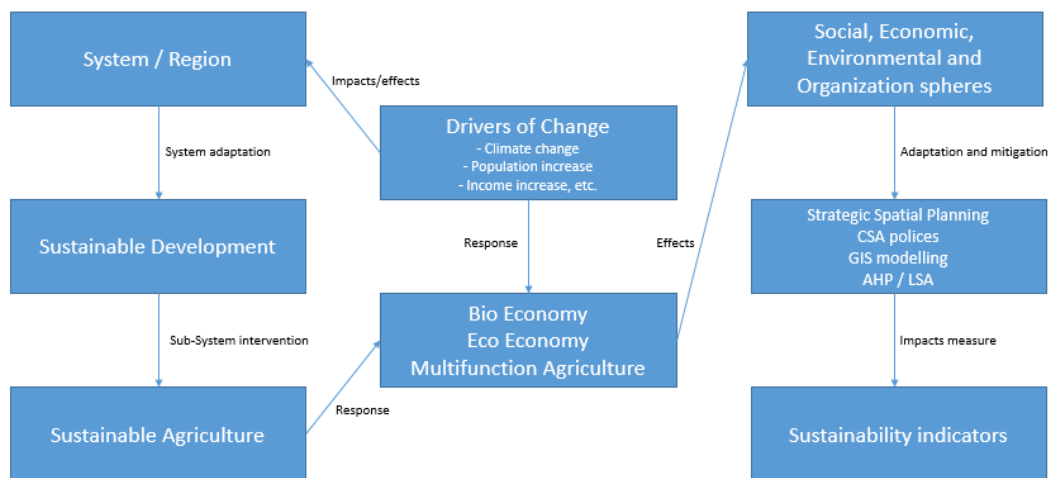 System / Region
Impacts/effects
System adaptation
Sustainable Development
Sub-System intervention
Sustainable Agriculture
Response
Drivers of Change
- Climate change
- Population increase
- Income increase, etc.
Response
Bio Economy
Eco Economy
Multifunction Agriculture
Effects
Social, Economic,
Environmental and
Organization spheres
Adaptation and mitigation
Strategic Spatial Planning
CSA polices
GIS modelling
AHP / LSA
Impacts measure
Sustainability indicators